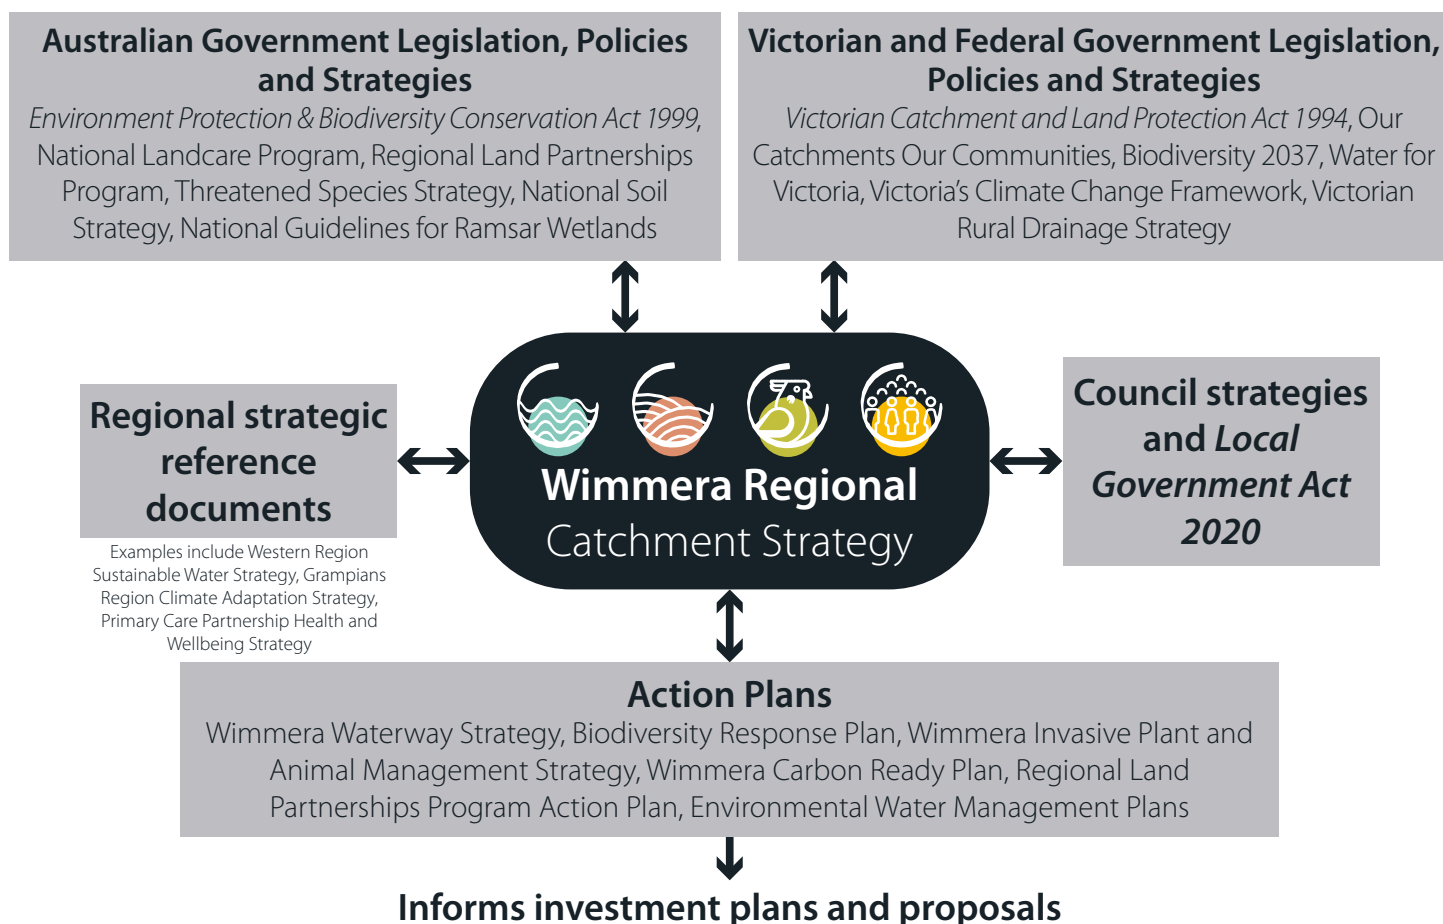 Australian Government Legislation, Policies
and Strategies
Environment Protection & Biodiversity Conservation Act 1999,
National Landcare Program, Regional Land Partnerships
Program, Threatened Species Strategy, National Soil
Strategy, National Guidelines for Ramsar Wetlands
Victorian and Federal Government Legislation,
Policies and Strategies
Victorian Catchment and Land Protection Act 1994, Our
Catchments Our Communities, Biodiversity 2037, Water for
Victoria, Victoria's Climate Change Framework, Victorian
Rural Drainage Strategy
Regional strategic
reference
documents
Examples include Western Region
Sustainable Water Strategy, Grampians
Region Climate Adaptation Strategy,
Primary Care Partnership Health and
Wellbeing Strategy
Wimmera Regional
Catchment Strategy
Council strategies
and Local
Government Act
2020
Action Plans
Wimmera Waterway Strategy, Biodiversity Response Plan, Wimmera Invasive Plant and
Animal Management Strategy, Wimmera Carbon Ready Plan, Regional Land
Partnerships Program Action Plan, Environmental Water Management Plans
Informs investment plans and proposals